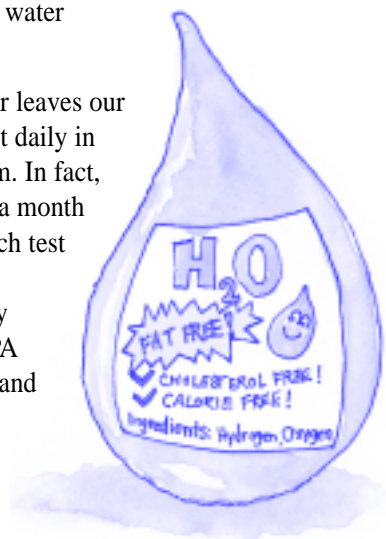 water
r leaves our
t daily in
n. In fact,
a month
ch test
y
PA
and
H2O
FAT FREE!
CHOLESTEROL FREE!
CALORIE FREE!
Ingredients: Hydrogen, Oxygen